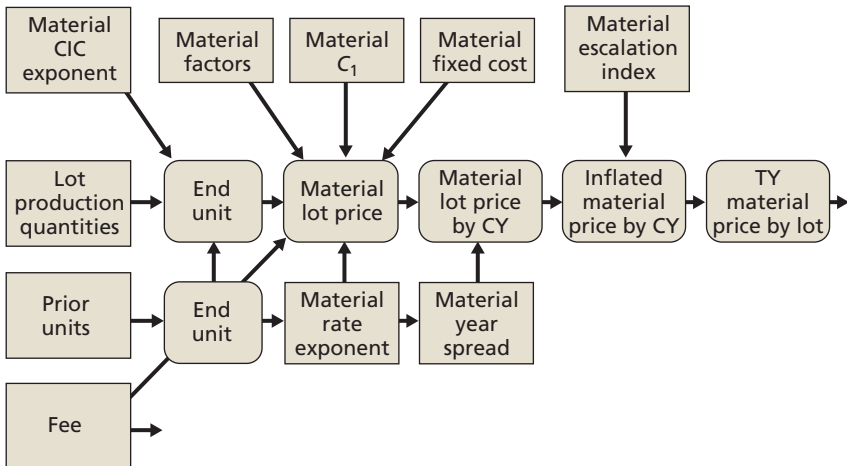 Material
CIC
exponent
Material
factors
Material
C1
Material
fixed cost
Material
escalation
index
Lot
production
quantities
End
unit
Material
lot price
Material
lot price
by CY
Inflated
material
price by CY
TY
material
price by lot
Prior
units
End
unit
Material
rate
exponent
Material
year
spread
Fee